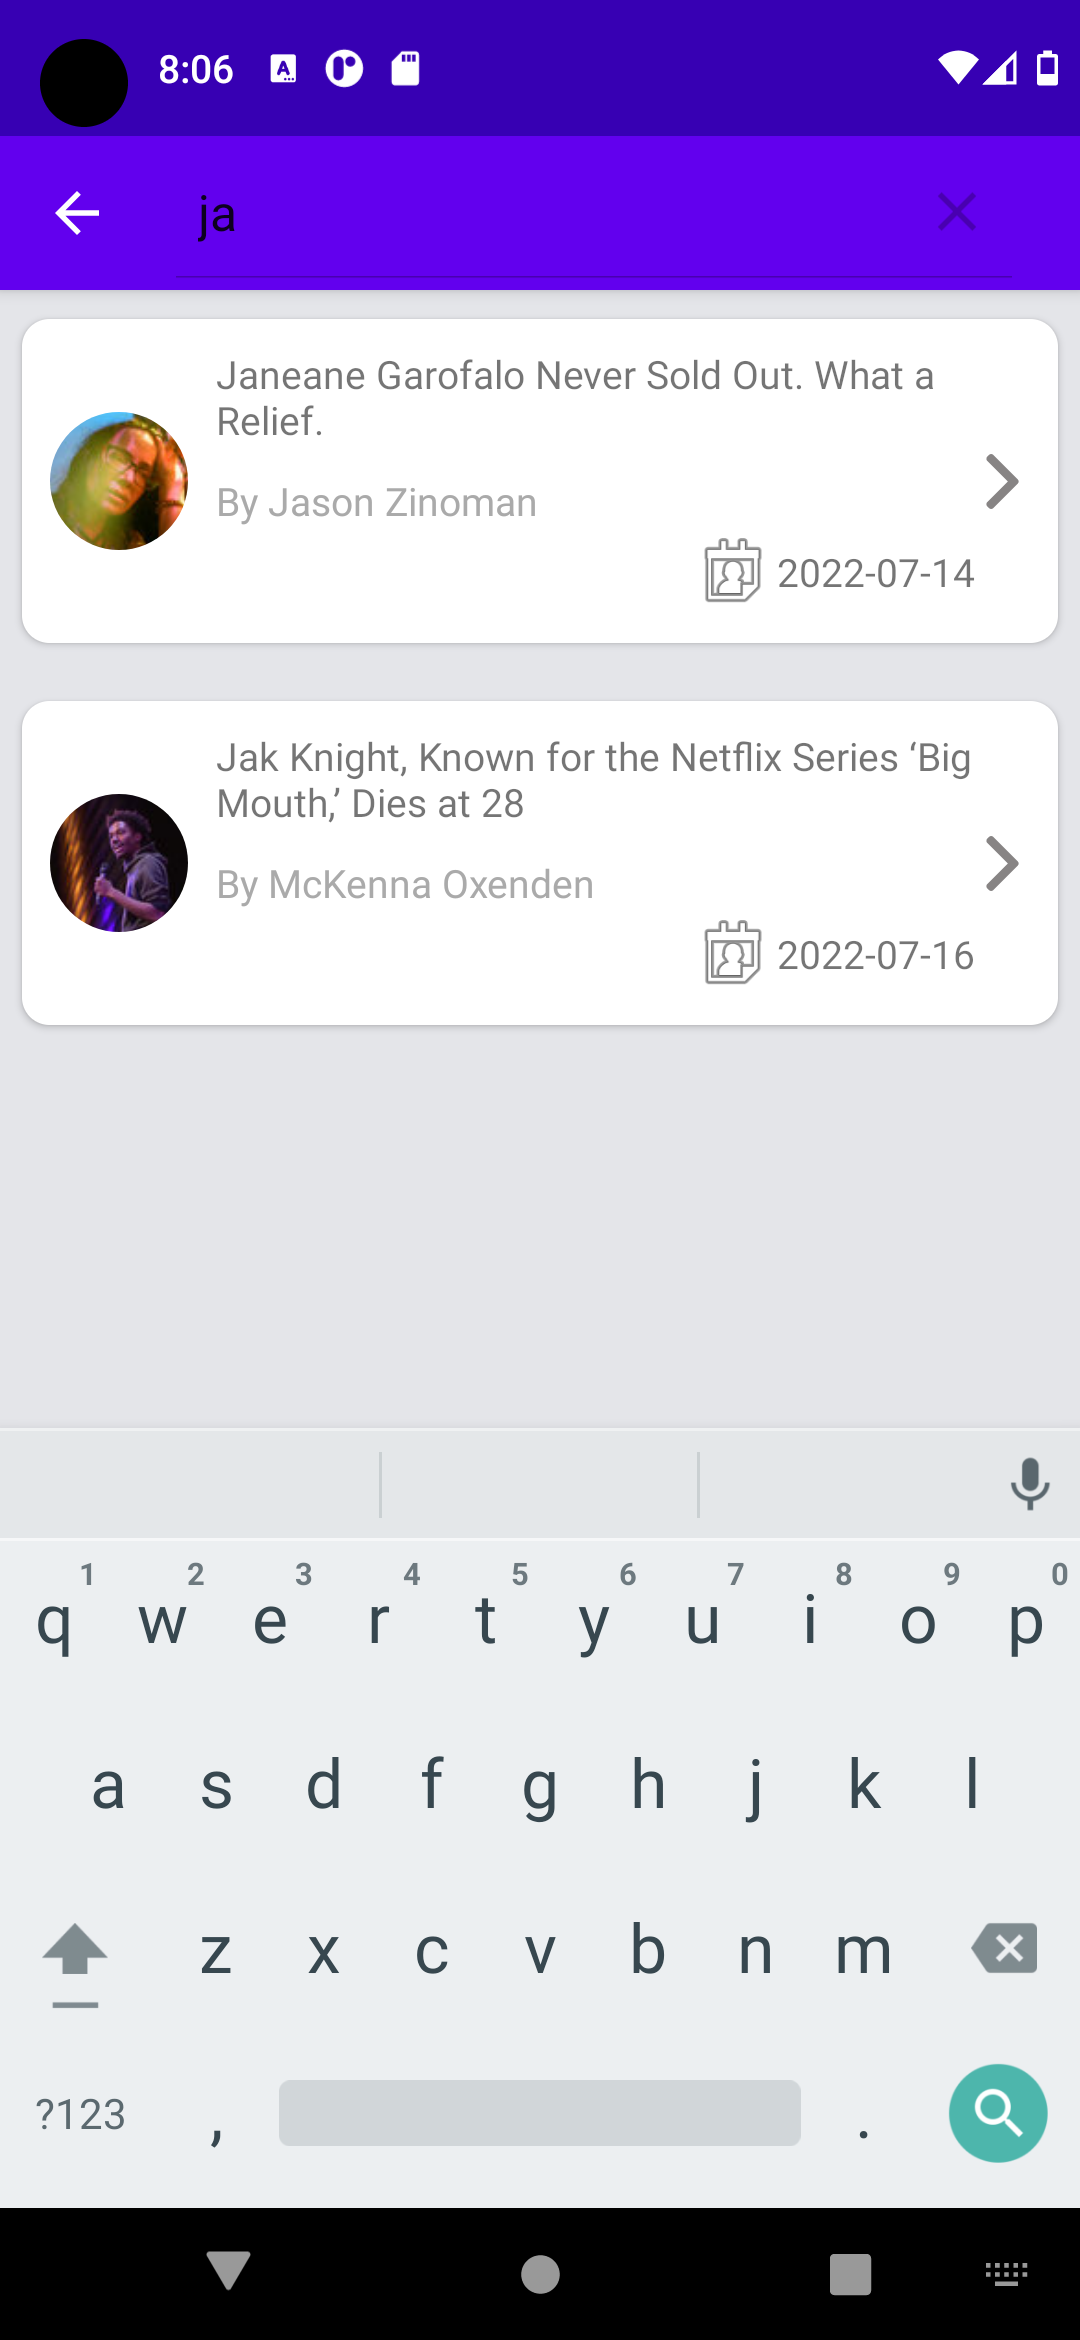 8:06
ja
Janeane Garofalo Never Sold Out. What a
Relief.
By Jason Zinoman
2022-07-14
Jak Knight, Known for the Netflix Series ‘Big
Mouth,’ Dies at 28
By McKenna Oxenden
2022-07-16
1 2 3 4 5 6 7 8 9 0
q w e r t y u i o p
a s d f g h j k l
z x c v b n m
?123 , .